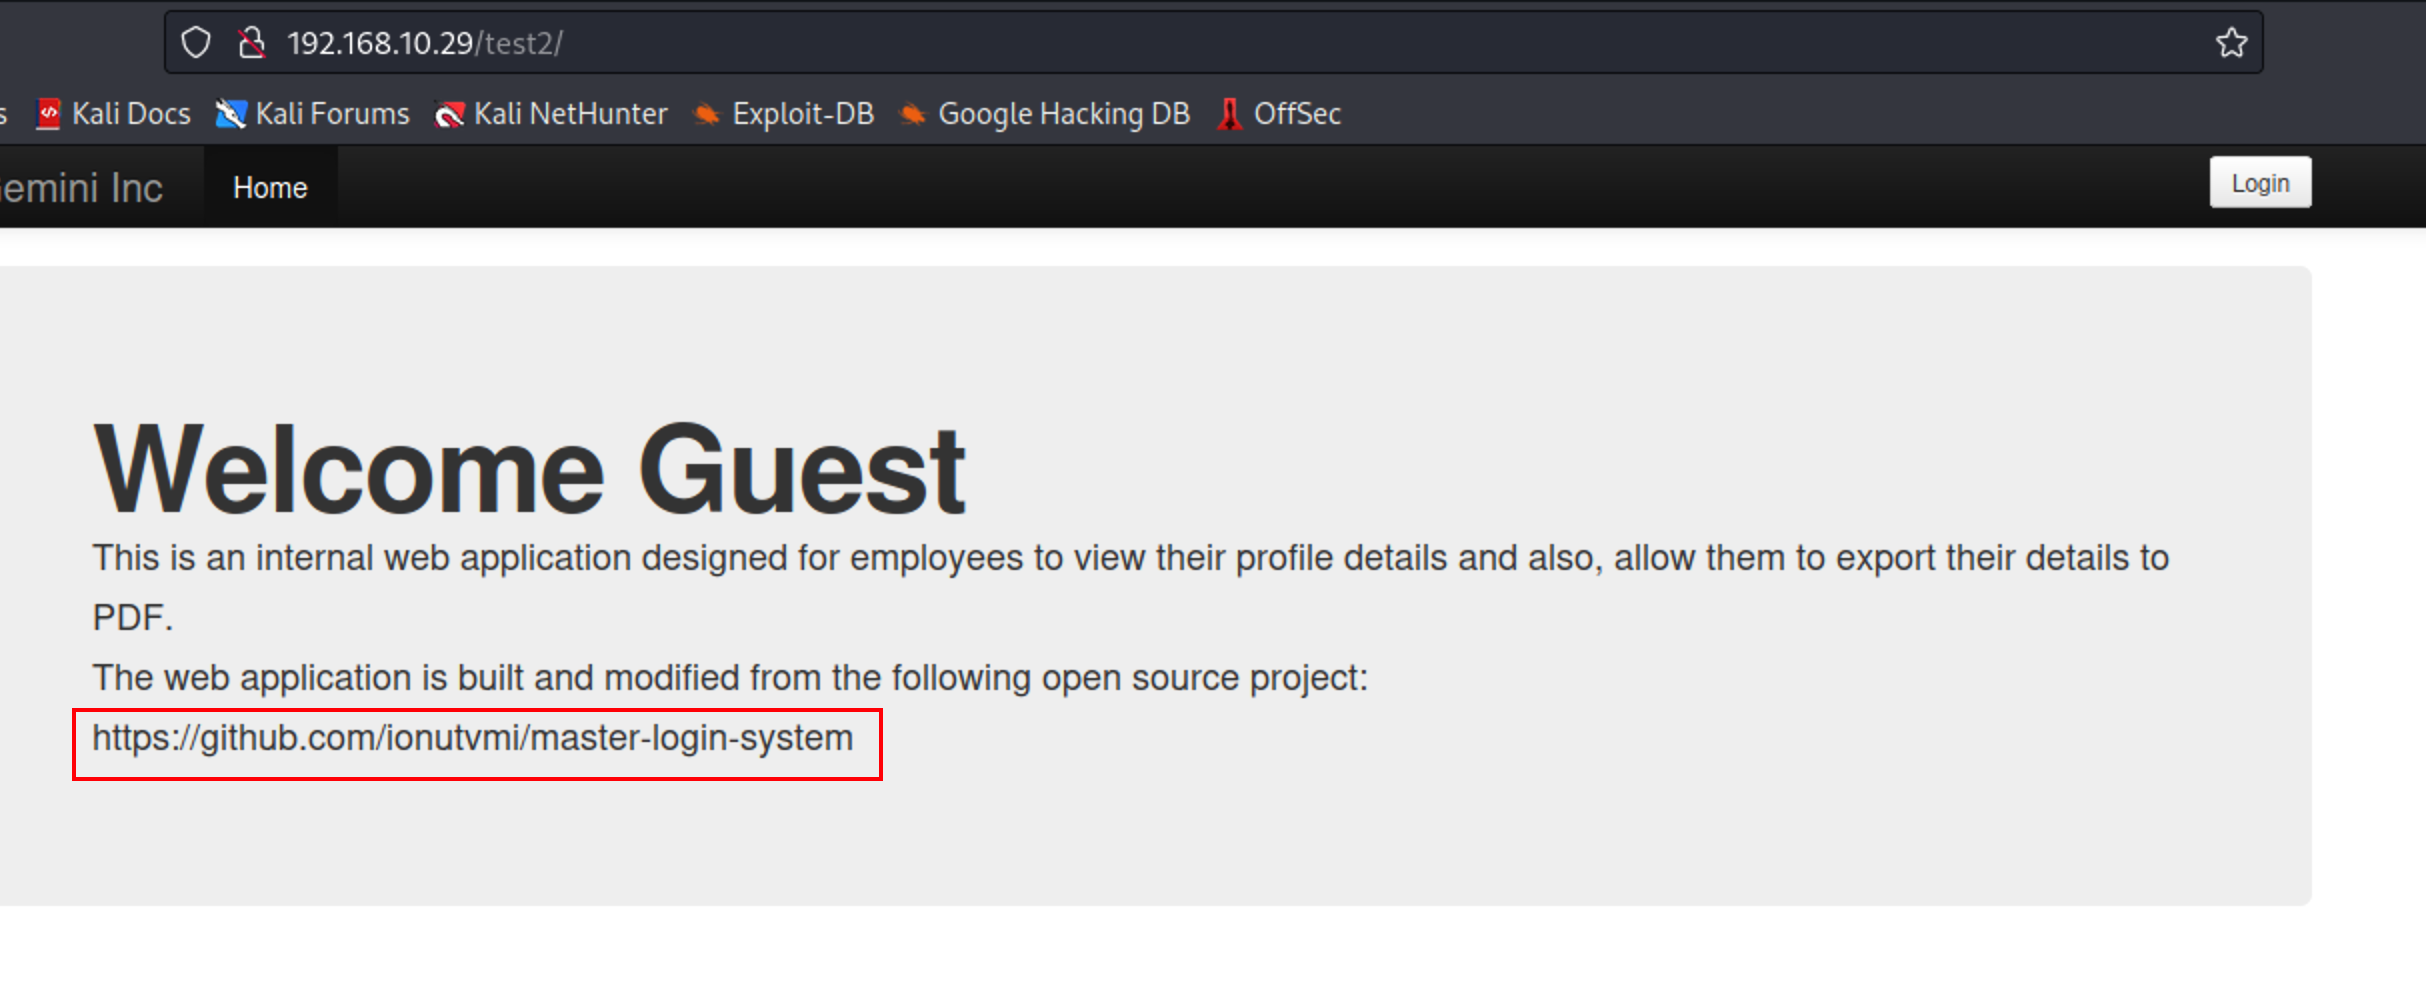 192.168.10.29/test2/
s Kali Docs Kali Forums Kali NetHunter Exploit-DB Google Hacking DB OffSec
emini Inc Home Login
Welcome Guest
This is an internal web application designed for employees to view their profile details and also, allow them to export their details to
PDF.
The web application is built and modified from the following open source project:
https://github.com/ionutvmi/master-login-system